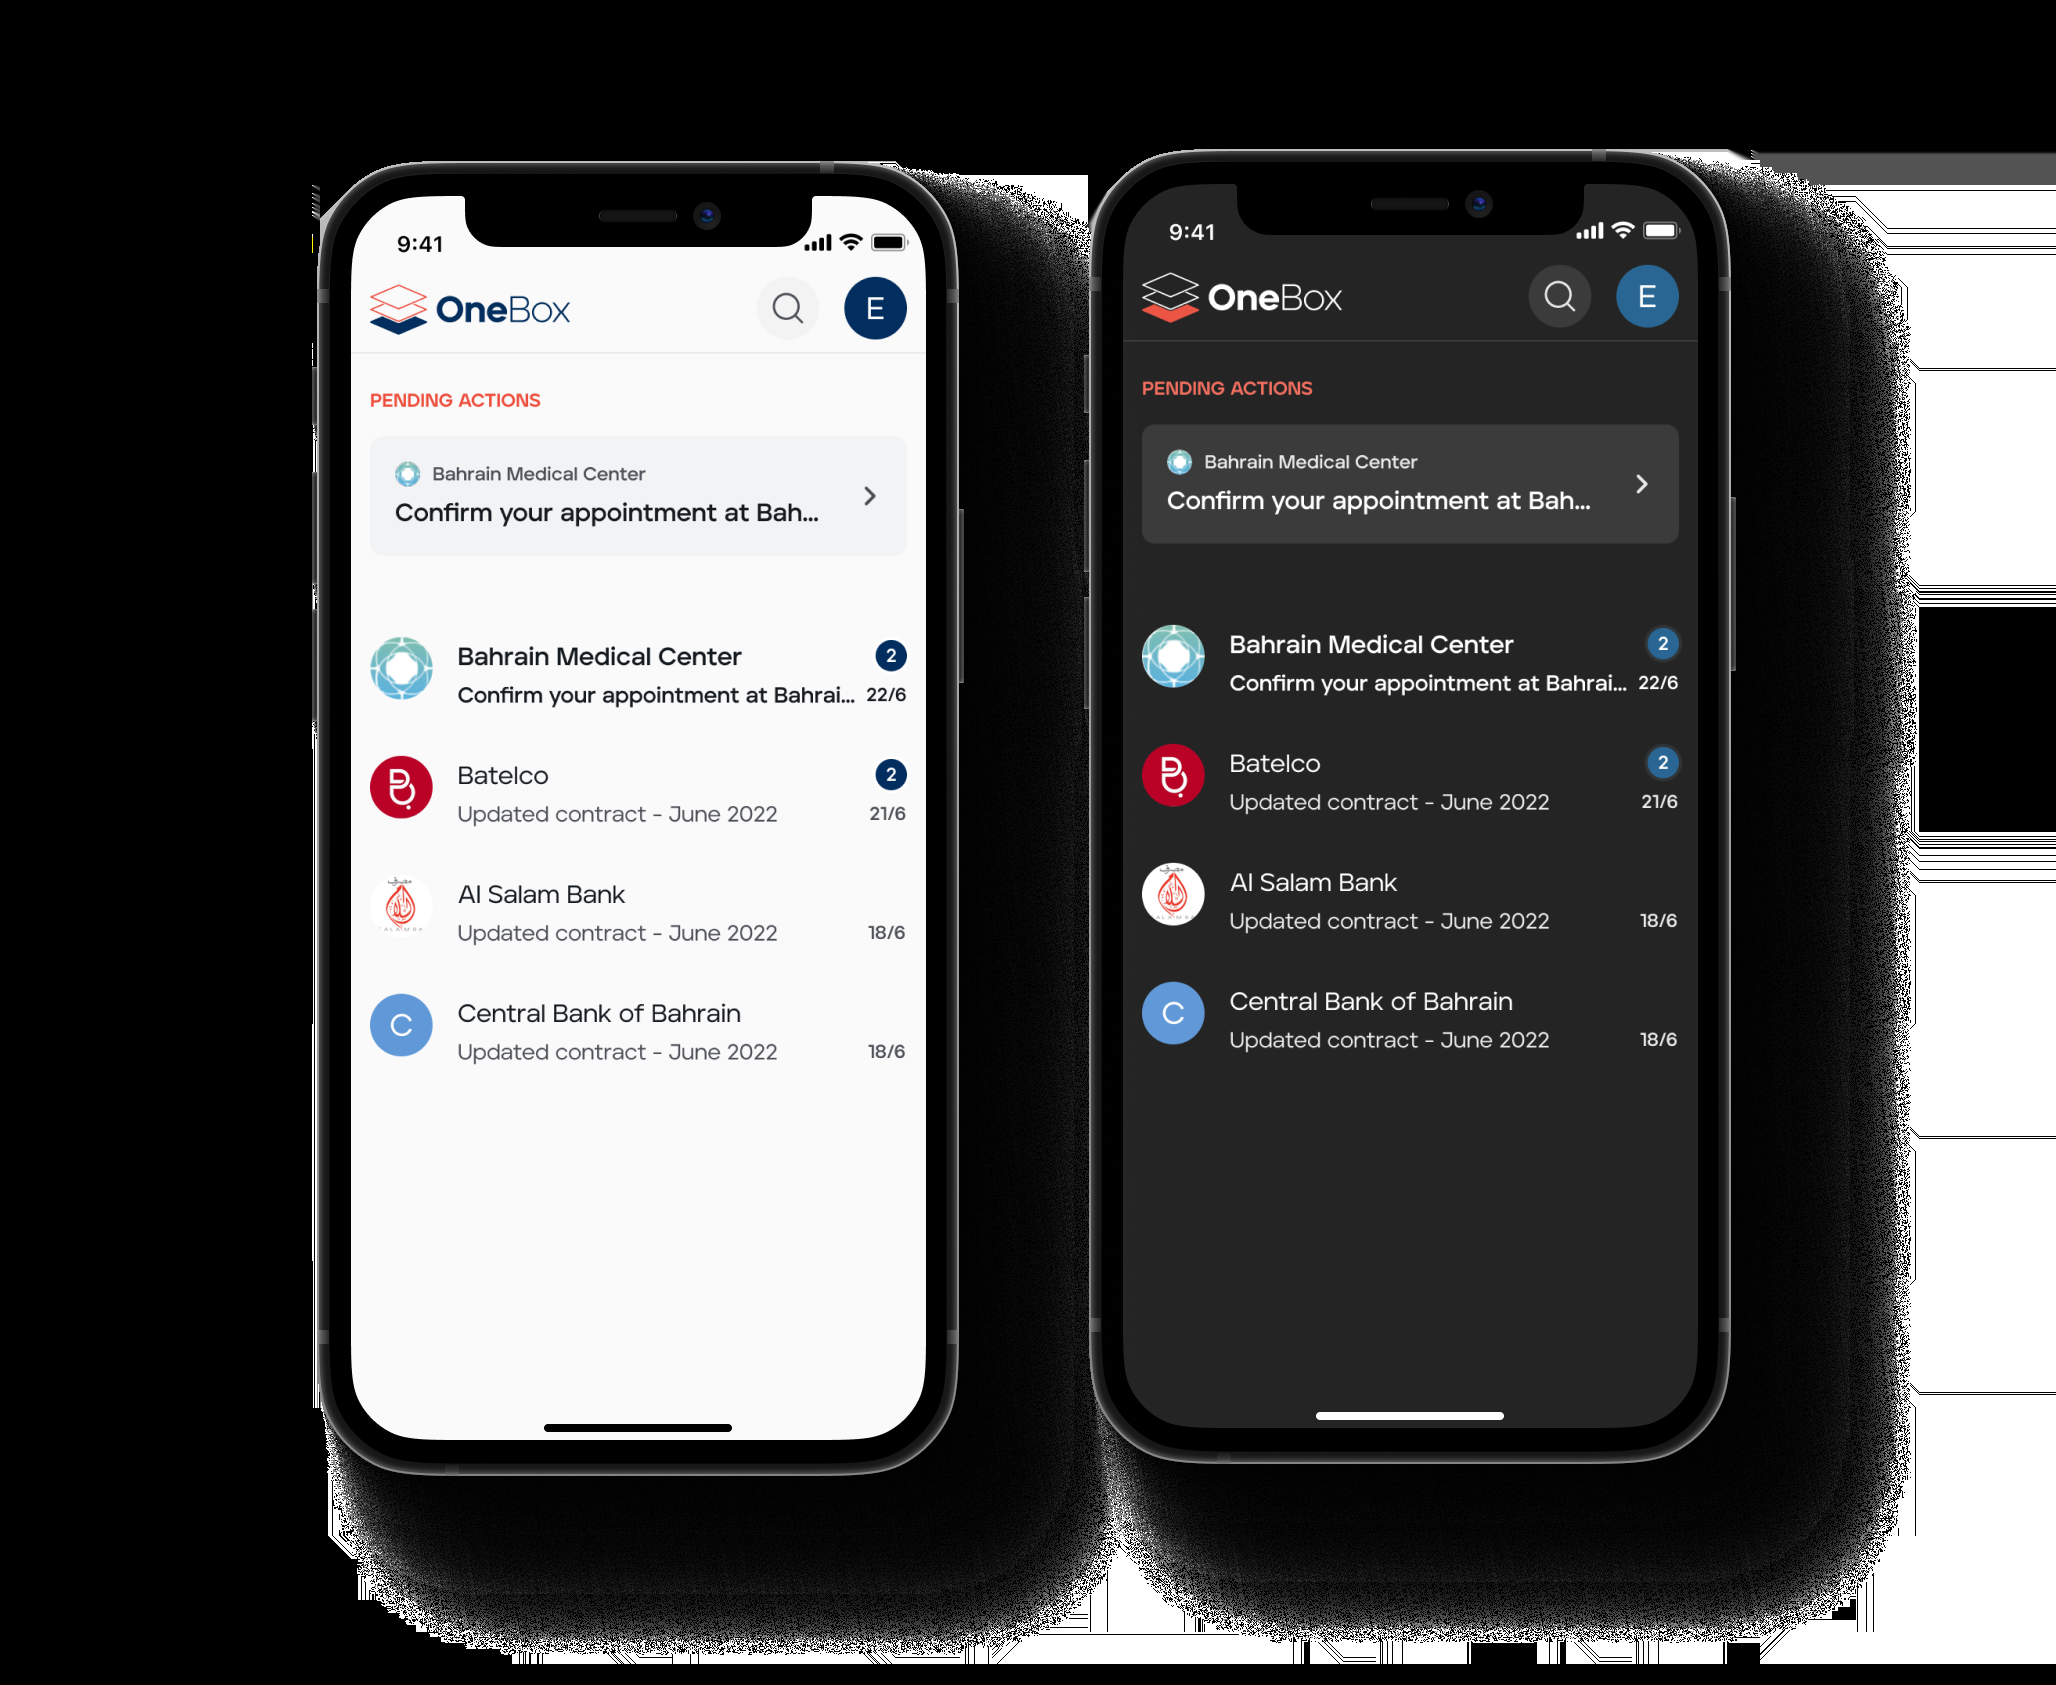 9:41
OneBox
E
PENDING ACTIONS
Bahrain Medical Center
Confirm your appointment at Bah...
Bahrain Medical Center
2
Confirm your appointment at Bahrai...
22/6
Batelco
2
Updated contract - June 2022
21/6
Al Salam Bank
Updated contract - June 2022
18/6
C
Central Bank of Bahrain
Updated contract - June 2022
18/6
9:41
OneBox
E
PENDING ACTIONS
Bahrain Medical Center
Confirm your appointment at Bah...
Bahrain Medical Center
2
Confirm your appointment at Bahrai...
22/6
Batelco
2
Updated contract - June 2022
21/6
Al Salam Bank
Updated contract - June 2022
18/6
C
Central Bank of Bahrain
Updated contract - June 2022
18/6